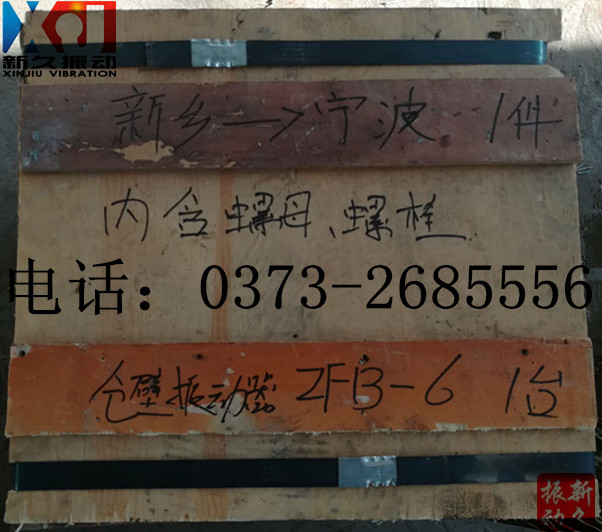 新久振动
XINJIU VIBRATION
新乡→宁波 1件
内含螺母、螺栓
电话：0373-2685556
仓壁振动器 ZFB-6 1台
新久
振动